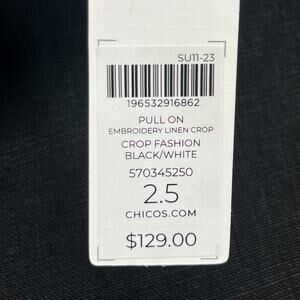 SU11-23
196532916862
PULL ON
EMBROIDERY LINEN CROP
CROP FASHION
BLACK/WHITE
570345250
2.5
CHICOS.COM
$129.00